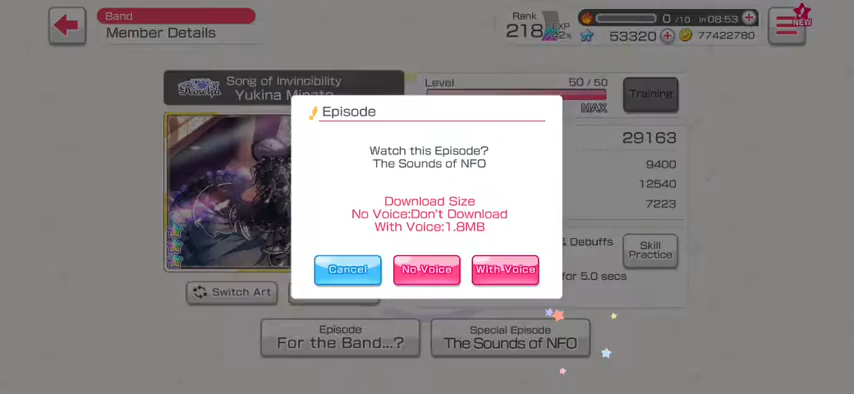 Band
Member Details
Rank
218
EXP
0 /10 in 08:53
53320
77422780
NEW
Roselia
Song of Invincibility
Yukina Minato
Level
50 / 50
MAX
Training
Episode
Watch this Episode?
The Sounds of NFO
Download Size
No Voice:Don't Download
With Voice:1.8MB
Cancel
No Voice
With Voice
29163
9400
12540
7223
& Debuffs
for 5.0 secs
Skill
Practice
Switch Art
Episode
For the Band...?
Special Episode
The Sounds of NFO